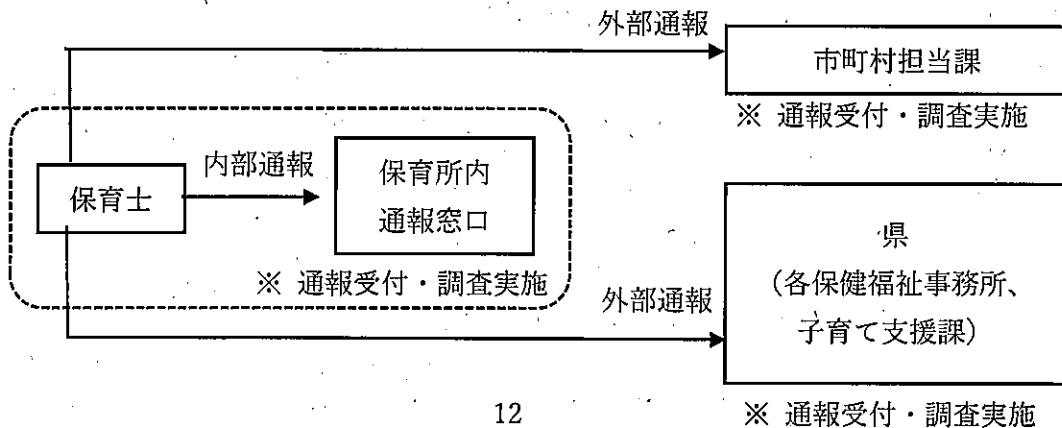 外部通報
市町村担当課
※ 通報受付・調査実施
保育士
内部通報
保育所内
通報窓口
※ 通報受付・調査実施
外部通報
県
(各保健福祉事務所、
子育て支援課)
※ 通報受付・調査実施
12